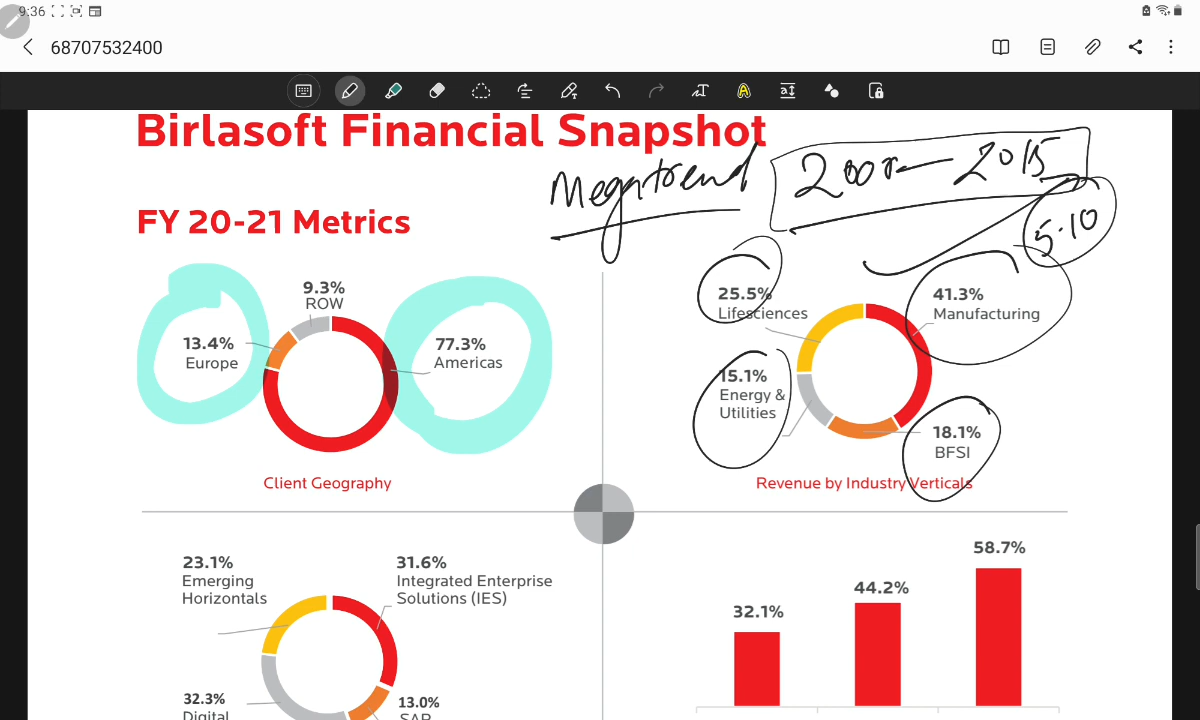 9:36
68707532400
Birlasoft Financial Snapshot
Megatrend
2015
5-10
FY 20-21 Metrics
9.3%
ROW
13.4%
Europe
77.3%
Americas
Client Geography
25.5%
Lifesciences
41.3%
Manufacturing
15.1%
Energy &
Utilities
18.1%
BFSI
Revenue by Industry Verticals
23.1%
Emerging
Horizontals
31.6%
Integrated Enterprise
Solutions (IES)
32.3%
Digital
13.0%
SAP
32.1%
44.2%
58.7%